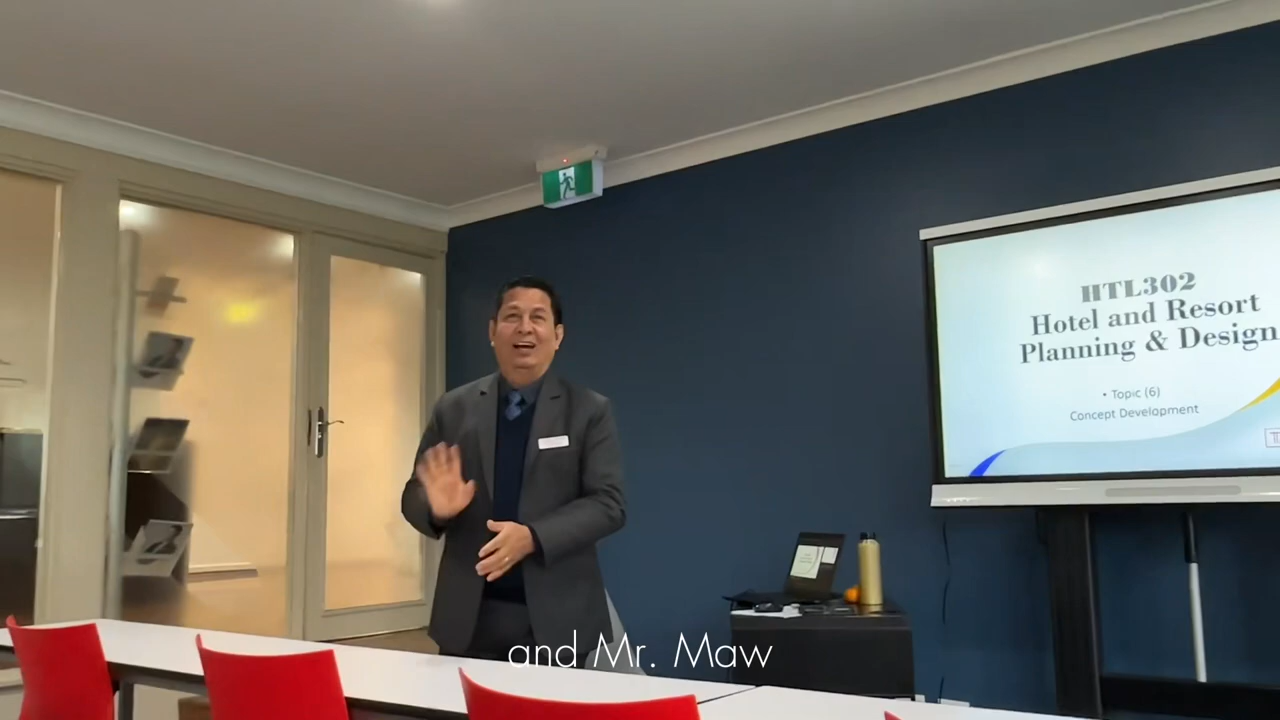 HTL302
Hotel and Resort
Planning & Design
• Topic (6)
Concept Development
and Mr. Maw